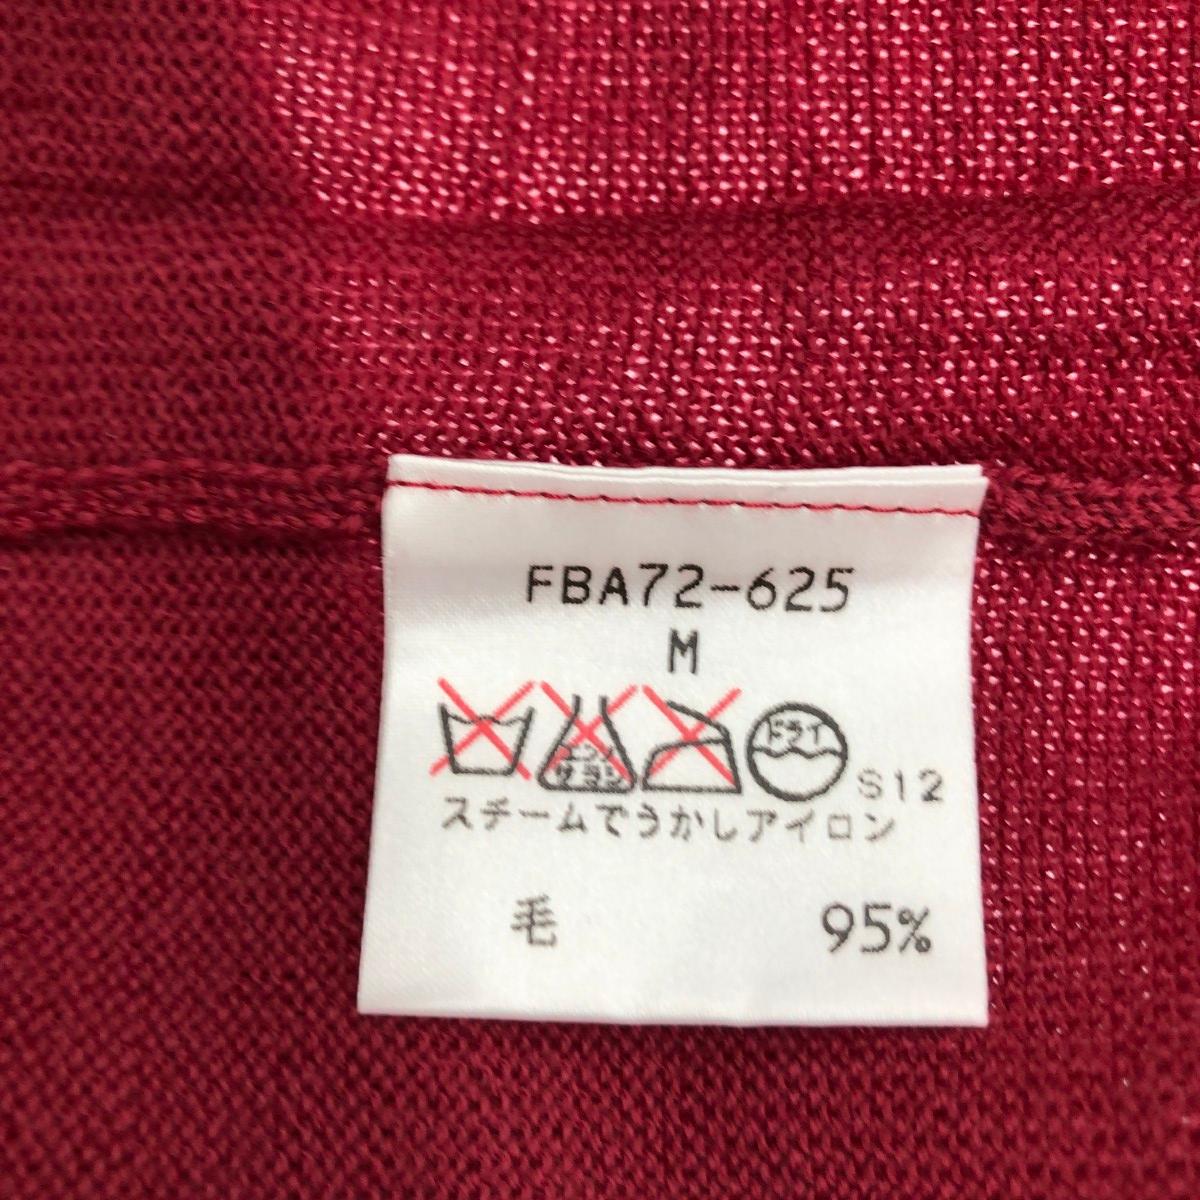 FBA72-625
M
エンソ
サラシ
ドライ
S12
スチームでうかしアイロン
毛 95%